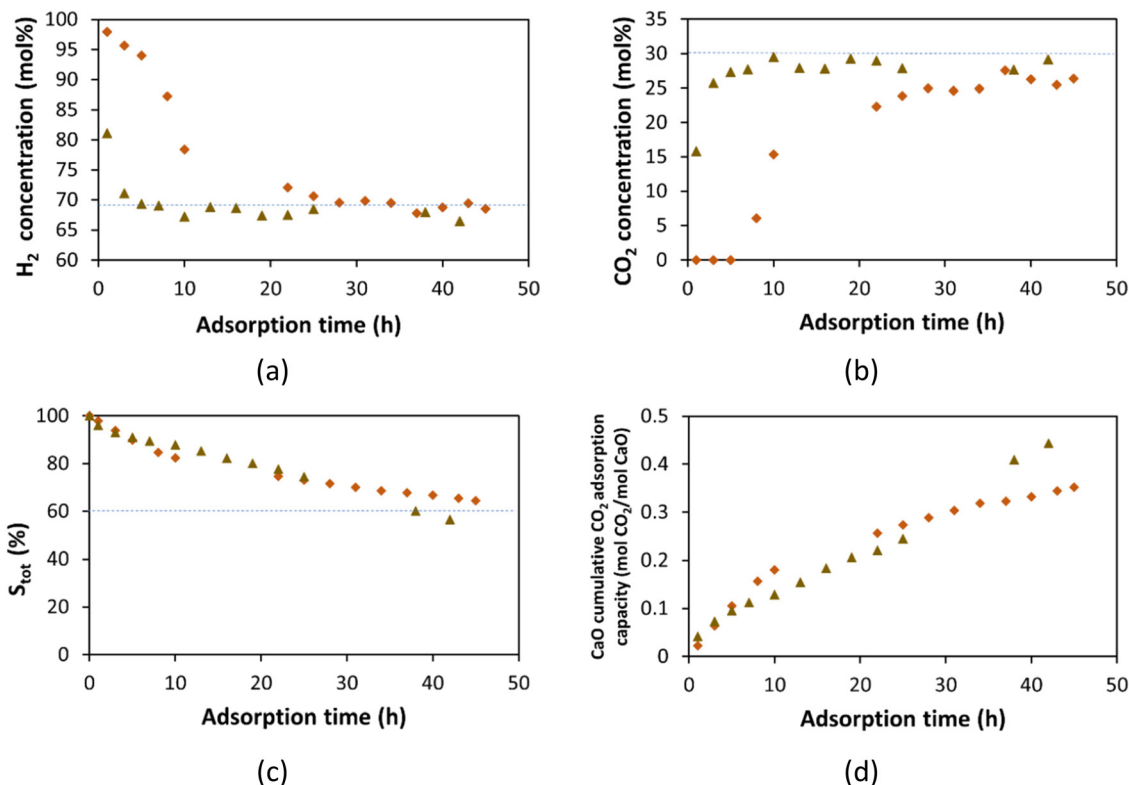 H₂ concentration (mol%)
100
95
90
85
80
75
70
65
60
0 10 20 30 40 50
Adsorption time (h)
(a)
CO₂ concentration (mol%)
35
30
25
20
15
10
5
0
0 10 20 30 40 50
Adsorption time (h)
(b)
Sₜₒₜ (%)
100
80
60
40
20
0
0 10 20 30 40 50
Adsorption time (h)
(c)
CaO cumulative CO₂ adsorption
capacity (mol CO₂/mol CaO)
0.5
0.4
0.3
0.2
0.1
0
0 10 20 30 40 50
Adsorption time (h)
(d)